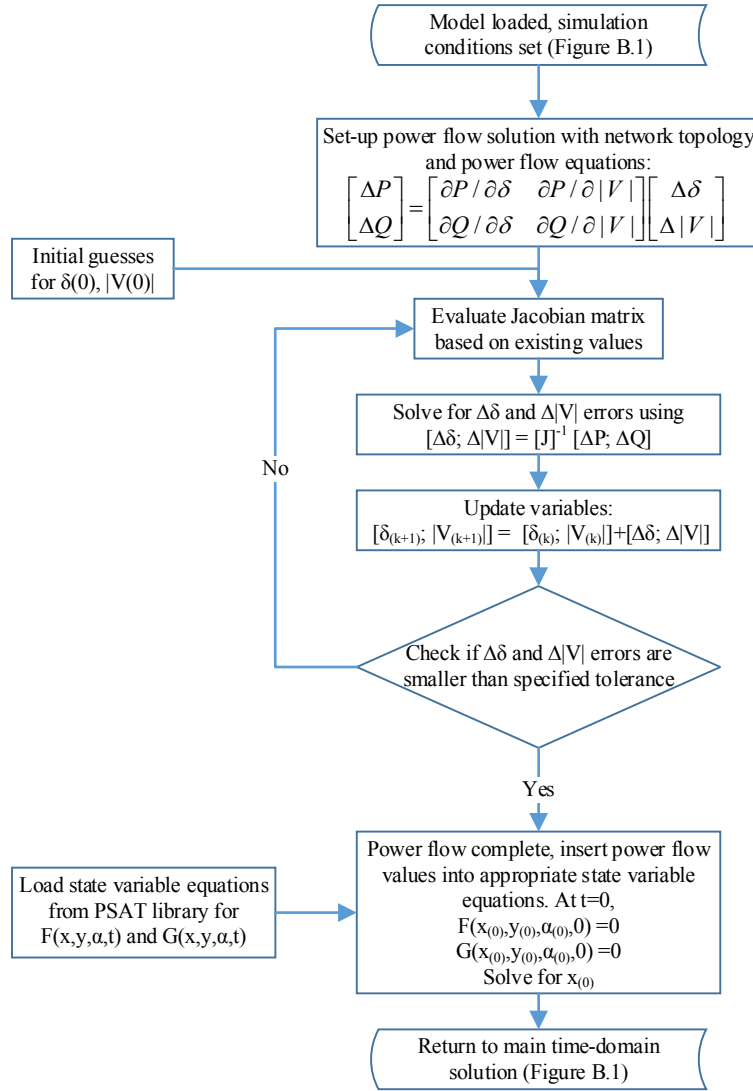 Model loaded, simulation
conditions set (Figure B.1)
Set-up power flow solution with network topology
and power flow equations:
[ΔP; ΔQ] = [∂P / ∂δ ∂P / ∂ | V |; ∂Q / ∂δ ∂Q / ∂ | V |] [Δδ; Δ | V |]
Initial guesses
for δ(0), |V(0)|
Evaluate Jacobian matrix
based on existing values
Solve for Δδ and Δ|V| errors using
[Δδ; Δ|V|] = [J]⁻¹ [ΔP; ΔQ]
No
Update variables:
[δ₍ₖ₊₁₎; |V₍ₖ₊₁₎|] = [δ₍ₖ₎; |V₍ₖ₎|]+[Δδ; Δ|V|]
Check if Δδ and Δ|V| errors are
smaller than specified tolerance
Yes
Load state variable equations
from PSAT library for
F(x,y,α,t) and G(x,y,α,t)
Power flow complete, insert power flow
values into appropriate state variable
equations. At t=0,
F(x₍₀₎,y₍₀₎,α₍₀₎,0) =0
G(x₍₀₎,y₍₀₎,α₍₀₎,0) =0
Solve for x₍₀₎
Return to main time-domain
solution (Figure B.1)